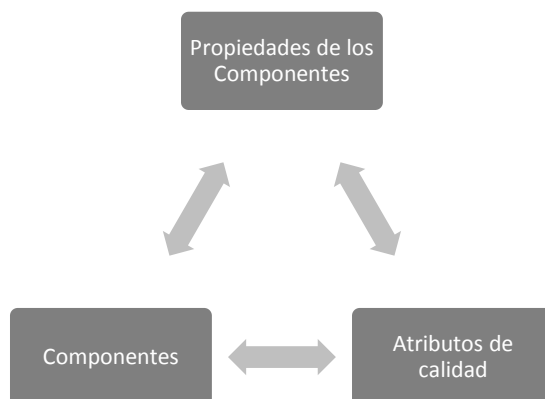 Propiedades de los
Componentes
Componentes
Atributos de
calidad